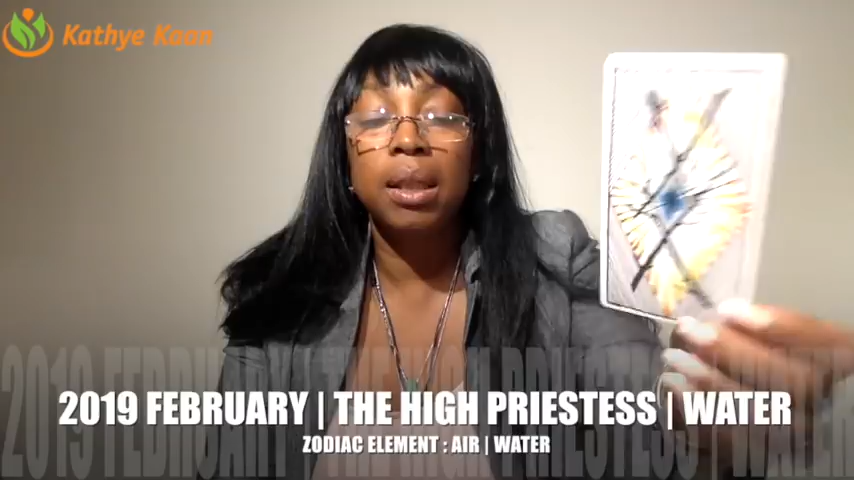 Kathye Koan
2019 FEBRUARY | THE HIGH PRIESTESS | WATER
ZODIAC ELEMENT : AIR | WATER